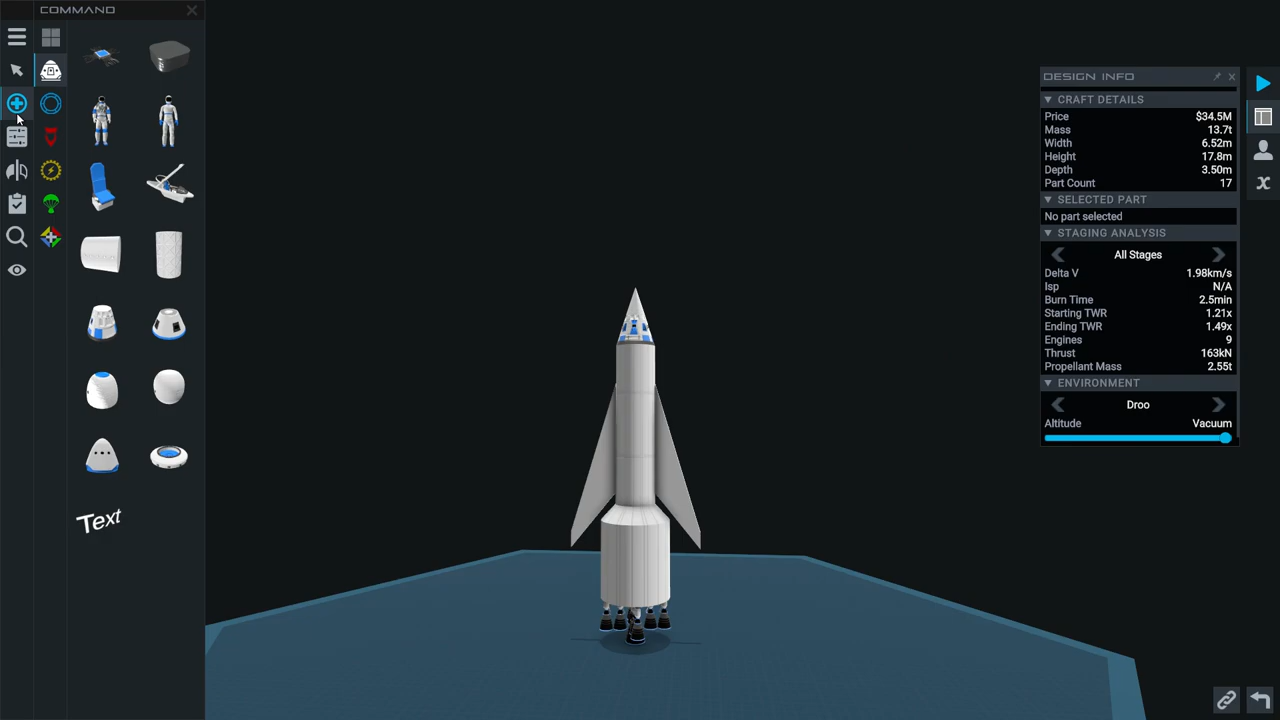 COMMAND
Text
DESIGN INFO
CRAFT DETAILS
Price $34.5M
Mass 13.7t
Width 6.52m
Height 17.8m
Depth 3.50m
Part Count 17
SELECTED PART
No part selected
STAGING ANALYSIS
All Stages
Delta V 1.98km/s
Isp N/A
Burn Time 2.5min
Starting TWR 1.21x
Ending TWR 1.49x
Engines 9
Thrust 163kN
Propellant Mass 2.55t
ENVIRONMENT
Droo
Altitude Vacuum